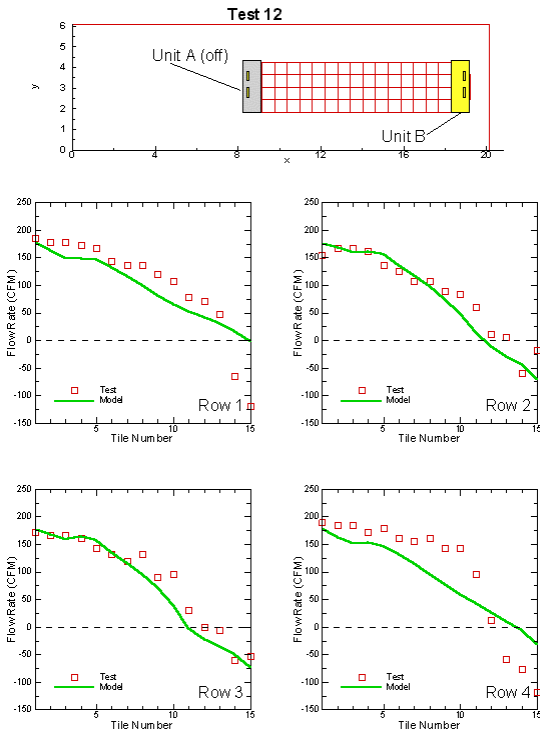 Test 12
6
5
4
3
2
1
0
y
Unit A (off)
Unit B
0
4
8
12
16
20
x
250
200
150
100
50
0
-50
-100
-150
FlowRate (CFM)
Test
Model
Row 1
5
10
15
Tile Number
250
200
150
100
50
0
-50
-100
-150
FlowRate (CFM)
Test
Model
Row 2
5
10
15
Tile Number
250
200
150
100
50
0
-50
-100
-150
FlowRate (CFM)
Test
Model
Row 3
5
10
15
Tile Number
250
200
150
100
50
0
-50
-100
-150
FlowRate (CFM)
Test
Model
Row 4
5
10
15
Tile Number